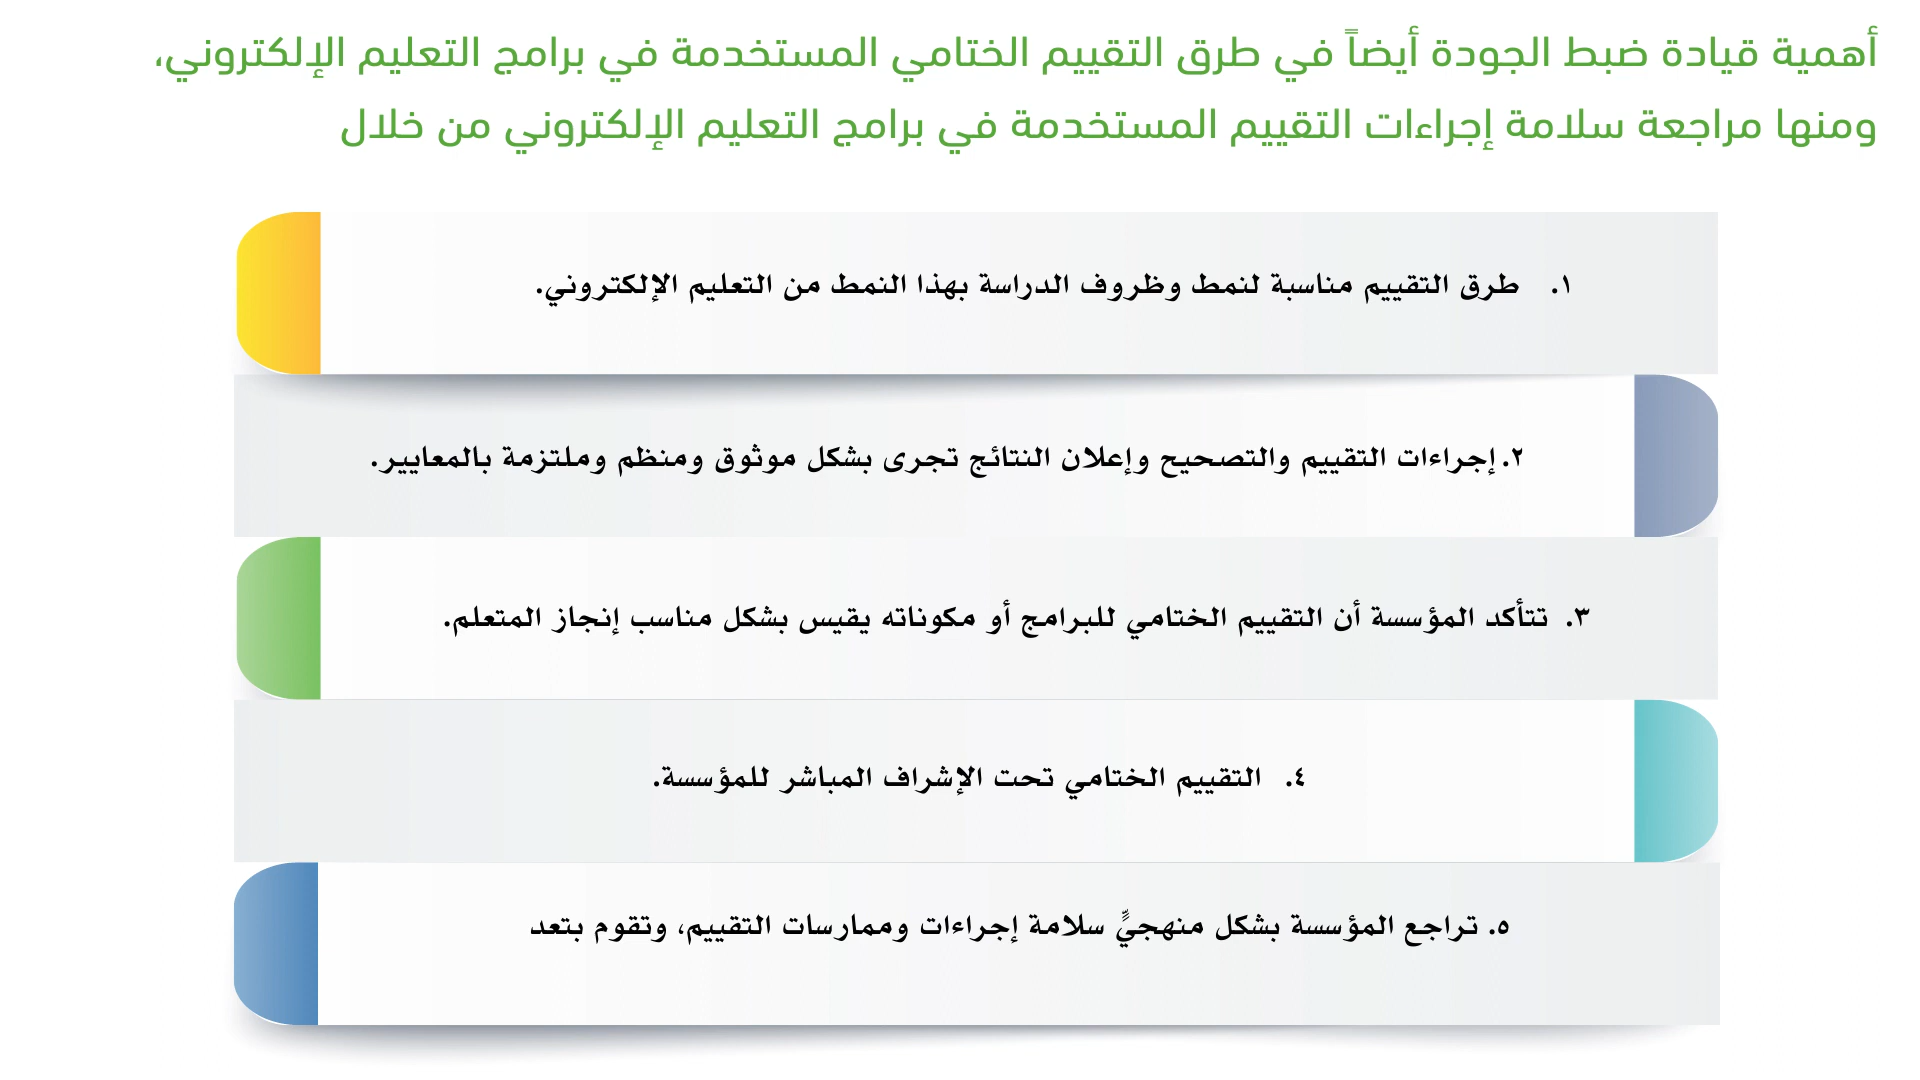 أهمية قيادة ضبط الجودة أيضاً في طرق التقييم الختامي المستخدمة في برامج التعليم الإلكتروني،
ومنها مراجعة سلامة إجراءات التقييم المستخدمة في برامج التعليم الإلكتروني من خلال
١. طرق التقييم مناسبة لنمط وظروف الدراسة بهذا النمط من التعليم الإلكتروني.
٢. إجراءات التقييم والتصحيح وإعلان النتائج تجرى بشكل موثوق ومنظم وملتزمة بالمعايير.
٣. تتأكد المؤسسة أن التقييم الختامي للبرامج أو مكوناته يقيس بشكل مناسب إنجاز المتعلم.
٤. التقييم الختامي تحت الإشراف المباشر للمؤسسة.
٥. تراجع المؤسسة بشكل منهجيٍّ سلامة إجراءات وممارسات التقييم، وتقوم بتعد